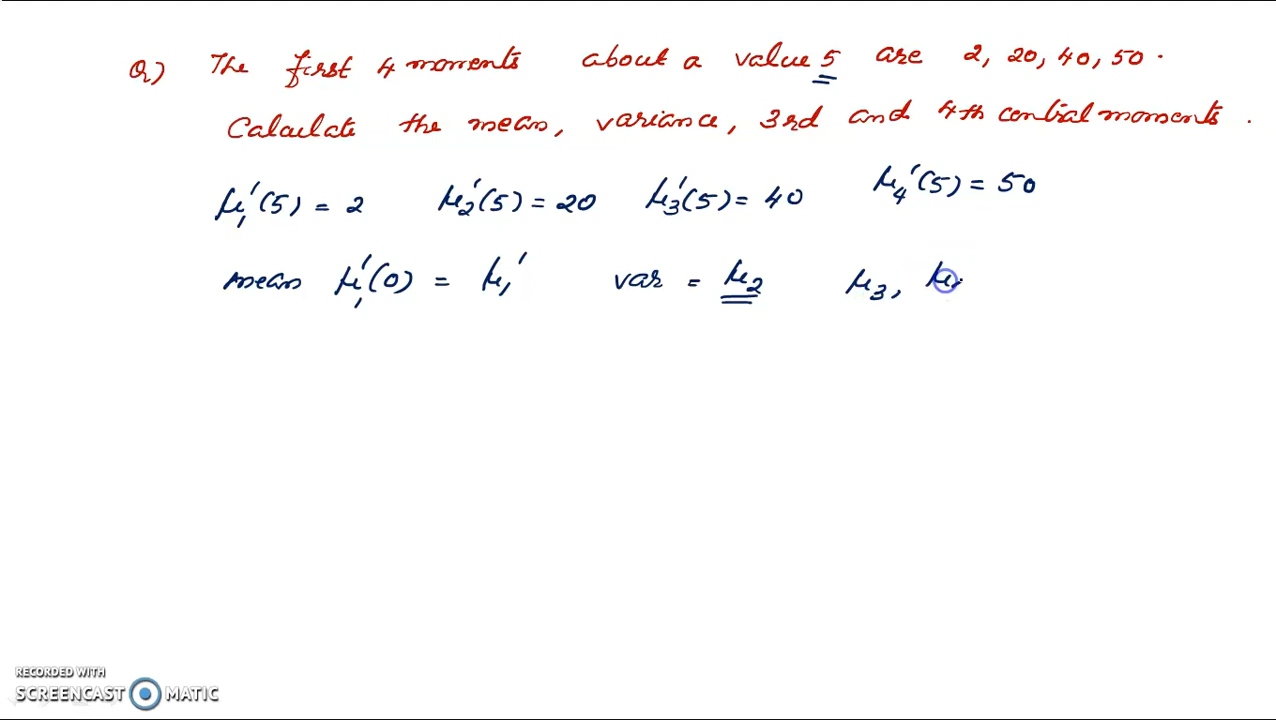 Q) The first 4 moments about a value 5 are 2, 20, 40, 50.
Calculate the mean, variance, 3rd and 4th central moments.
μ₁′(5) = 2 μ₂′(5) = 20 μ₃′(5) = 40 μ₄′(5) = 50
mean μ₁′(0) = μ₁′ var = μ₂ μ₃, μ
RECORDED WITH
SCREENCAST MATIC